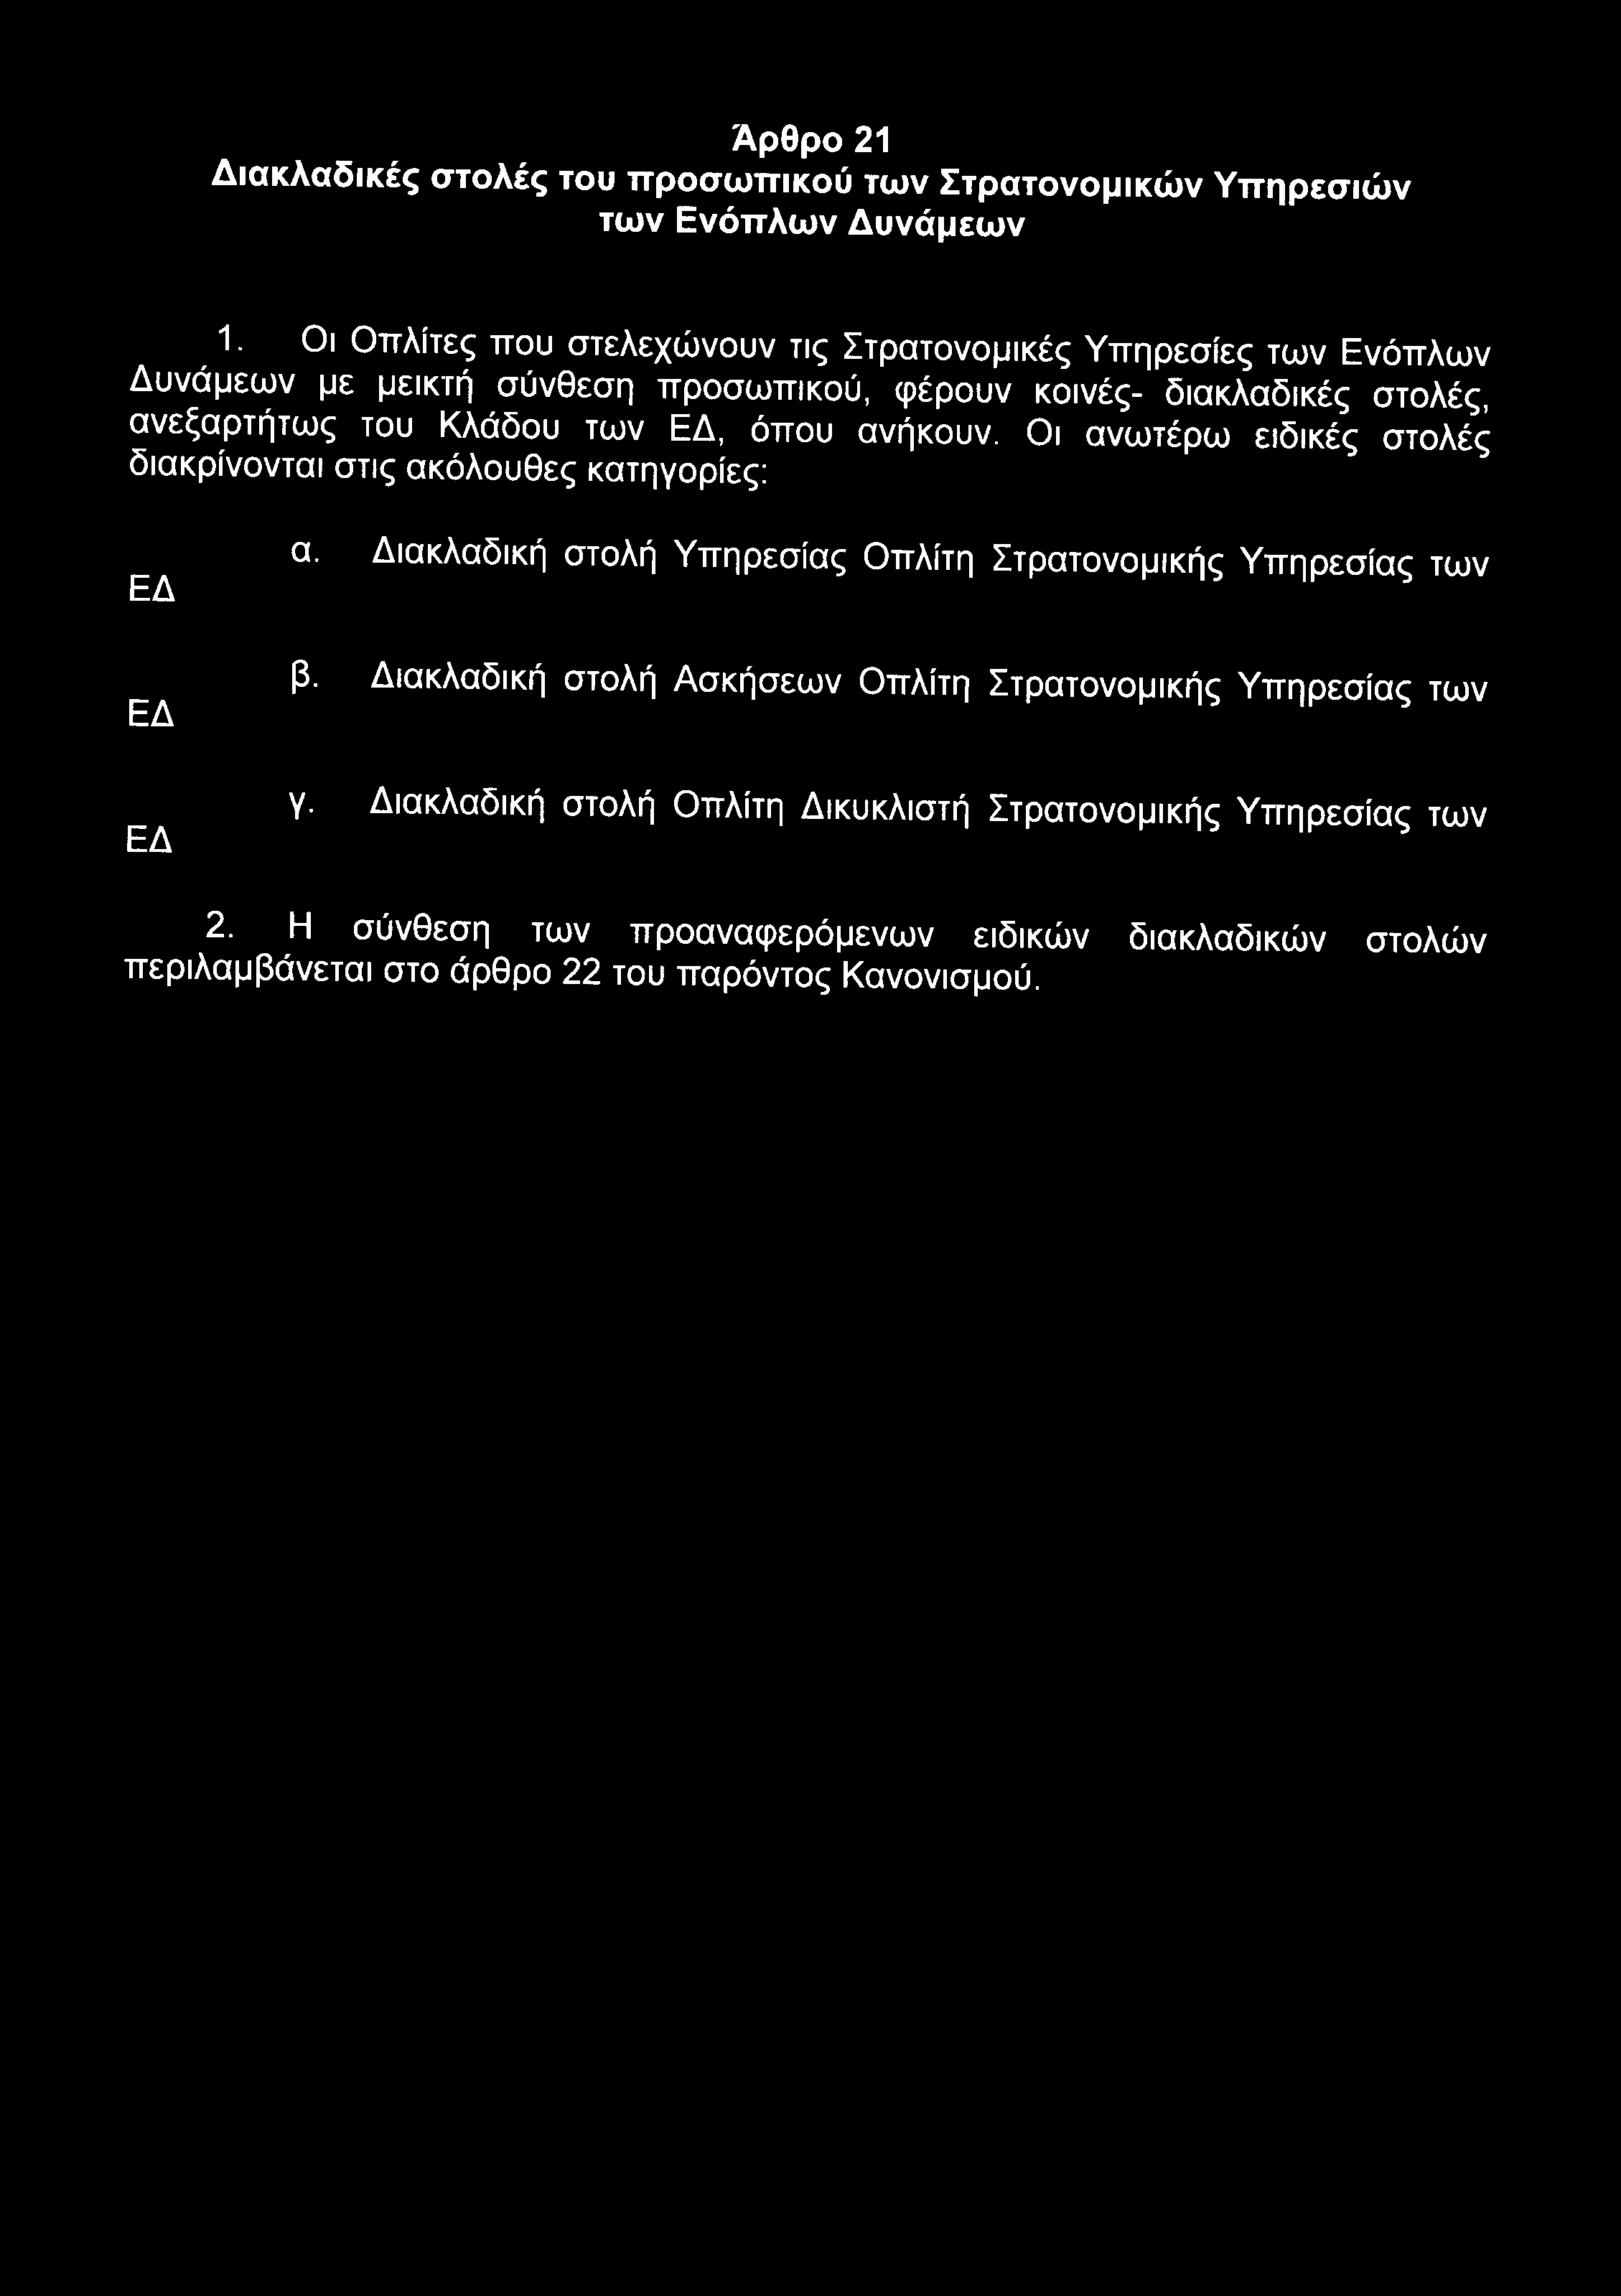 Άρθρο 21
Διακλαδικές στολές του προσωπικού των Στρατονομικών Υπηρεσιών
των Ενόπλων Δυνάμεων
1. Οι Οπλίτες που στελεχώνουν τις Στρατονομικές Υπηρεσίες των Ενόπλων
Δυνάμεων με μεικτή σύνθεση προσωπικού, φέρουν κοινές- διακλαδικές στολές,
ανεξαρτήτως του Κλάδου των ΕΔ, όπου ανήκουν. Οι ανωτέρω ειδικές στολές
διακρίνονται στις ακόλουθες κατηγορίες:
α. Διακλαδική στολή Υπηρεσίας Οπλίτη Στρατονομικής Υπηρεσίας των
ΕΔ
β. Διακλαδική στολή Ασκήσεων Οπλίτη Στρατονομικής Υπηρεσίας των
ΕΔ
γ. Διακλαδική στολή Οπλίτη Δικυκλιστή Στρατονομικής Υπηρεσίας των
ΕΔ
2. Η σύνθεση των προαναφερόμενων ειδικών διακλαδικών στολών
περιλαμβάνεται στο άρθρο 22 του παρόντος Κανονισμού.